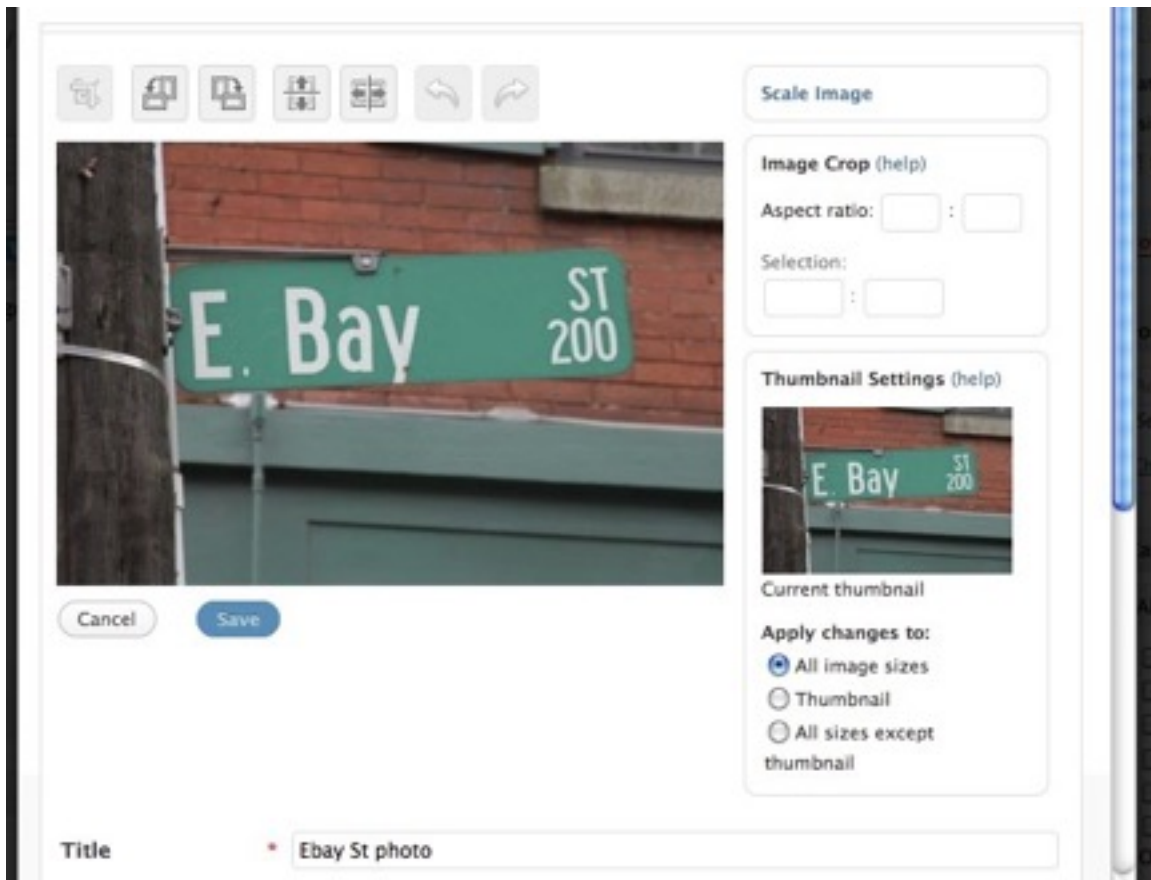 Scale Image
Image Crop (help)
Aspect ratio: :
Selection:
:
E. Bay ST
200
Thumbnail Settings (help)
E. Bay ST
200
Current thumbnail
Cancel Save
Apply changes to:
All image sizes
Thumbnail
All sizes except
thumbnail
Title * Ebay St photo